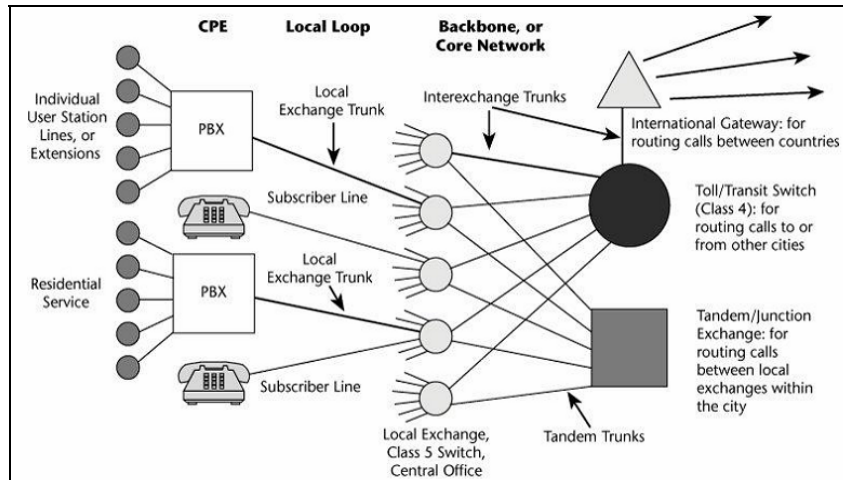 CPE
Local Loop
Backbone, or
Core Network
Individual
User Station
Lines, or
Extensions
PBX
Local
Exchange Trunk
Interexchange Trunks
International Gateway: for
routing calls between countries
Subscriber Line
Toll/Transit Switch
(Class 4): for
routing calls to or
from other cities
Residential
Service
PBX
Local
Exchange Trunk
Tandem/Junction
Exchange: for
routing calls
between local
exchanges within
the city
Subscriber Line
Local Exchange,
Class 5 Switch,
Central Office
Tandem Trunks